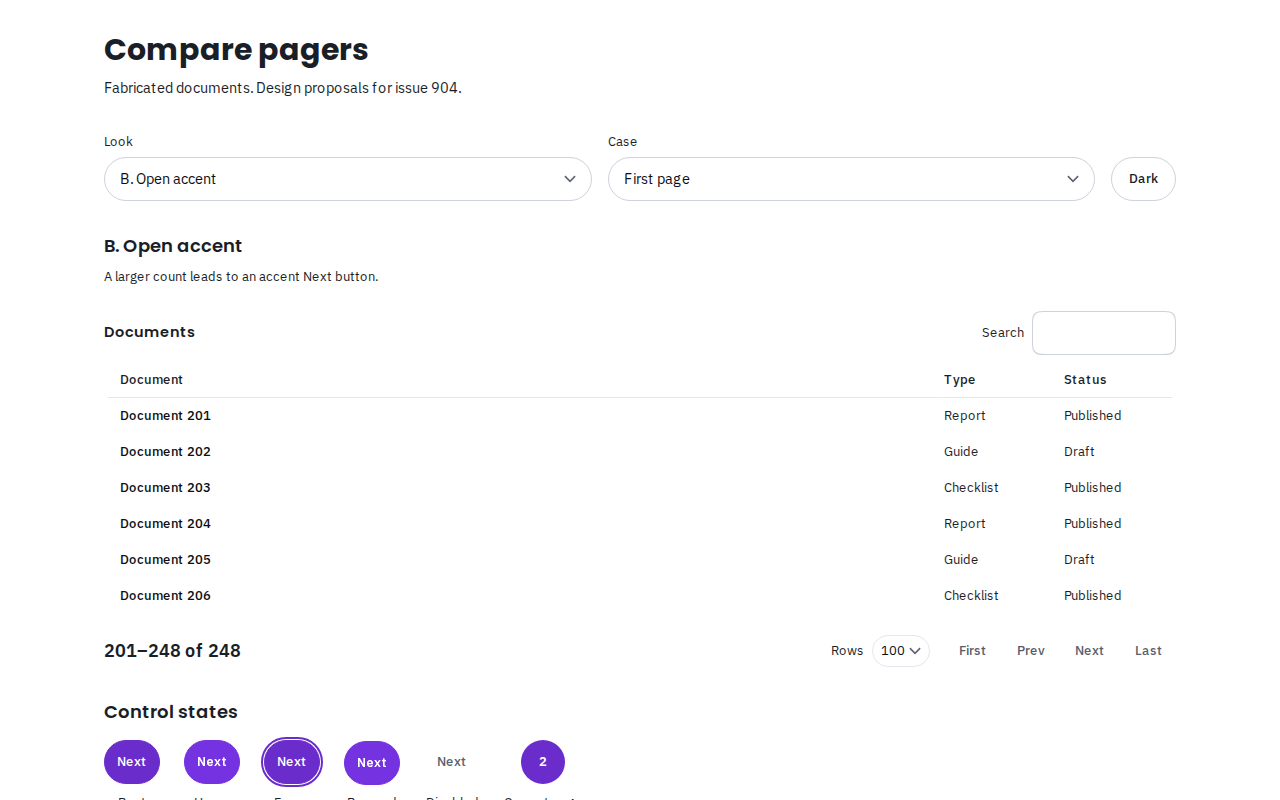 Compare pagers
Fabricated documents. Design proposals for issue 904.
Look Case
B. Open accent First page Dark
B. Open accent
A larger count leads to an accent Next button.
Documents Search
Document Type Status
Document 201 Report Published
Document 202 Guide Draft
Document 203 Checklist Published
Document 204 Report Published
Document 205 Guide Draft
Document 206 Checklist Published
201–248 of 248 Rows 100 First Prev Next Last
Control states
Next Next Next Next Next 2